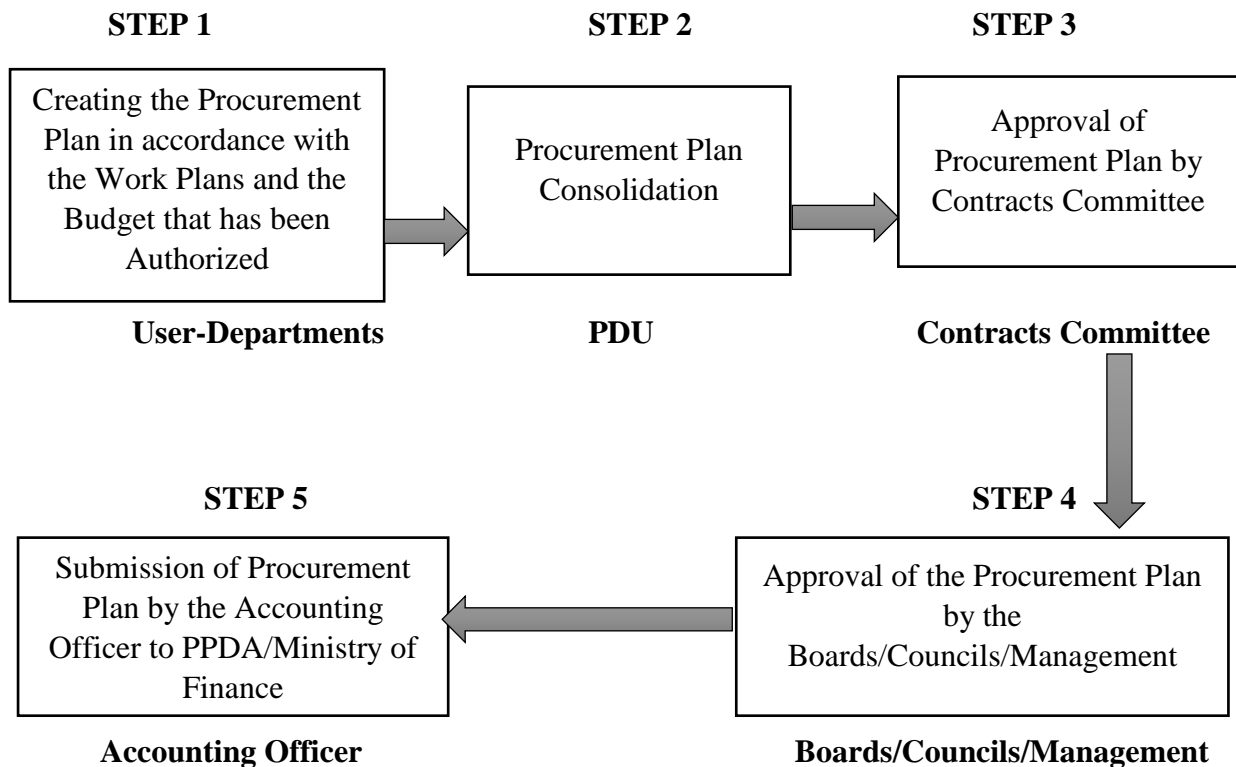 STEP 1
Creating the Procurement
Plan in accordance with
the Work Plans and the
Budget that has been
Authorized
User-Departments
STEP 2
Procurement Plan
Consolidation
PDU
STEP 3
Approval of
Procurement Plan by
Contracts Committee
Contracts Committee
STEP 4
Approval of the Procurement Plan
by the
Boards/Councils/Management
Boards/Councils/Management
STEP 5
Submission of Procurement
Plan by the Accounting
Officer to PPDA/Ministry of
Finance
Accounting Officer